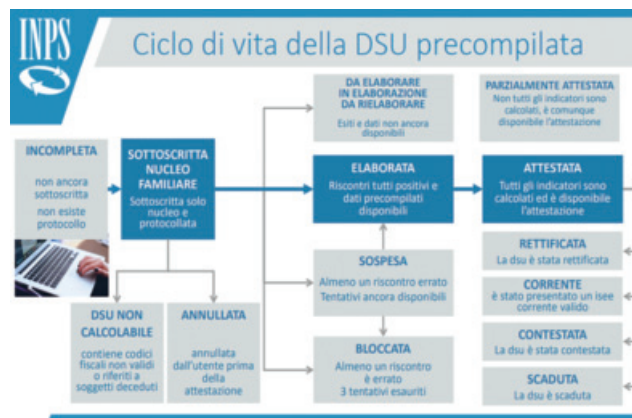 INPS
Ciclo di vita della DSU precompilata
DA ELABORARE
IN ELABORAZIONE
DA RIELABORARE
Esiti e dati non ancora
disponibili
PARZIALMENTE ATTESTATA
Non tutti gli indicatori sono
calcolati, è comunque
disponibile l'attestazione
INCOMPLETA
non ancora
sottoscritta
non esiste
protocollo
SOTTOSCRITTA
NUCLEO
FAMILIARE
Sottoscritta solo
nucleo e
protocollata
ELABORATA
Riscontri tutti positivi e
dati precompilati
disponibili
ATTESTATA
Tutti gli indicatori sono
calcolati ed è disponibile
l'attestazione
SOSPESA
Almeno un riscontro errato
Tentativi ancora disponibili
RETTIFICATA
La dsu è stata rettificata
CORRENTE
è stato presentato un isee
corrente valido
DSU NON
CALCOLABILE
contiene codici
fiscali non validi
o riferiti a
soggetti deceduti
ANNULLATA
annullata
dall'utente prima
della
attestazione
BLOCCATA
Almeno un riscontro
è errato
3 tentativi esauriti
CONTESTATA
La dsu è stata contestata
SCADUTA
La dsu è scaduta